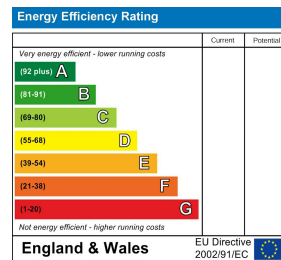 Energy Efficiency Rating
Current Potential
Very energy efficient - lower running costs
(92 plus) A
(81-91) B
(69-80) C
(55-68) D
(39-54) E
(21-38) F
(1-20) G
Not energy efficient - higher running costs
England & Wales
EU Directive
2002/91/EC